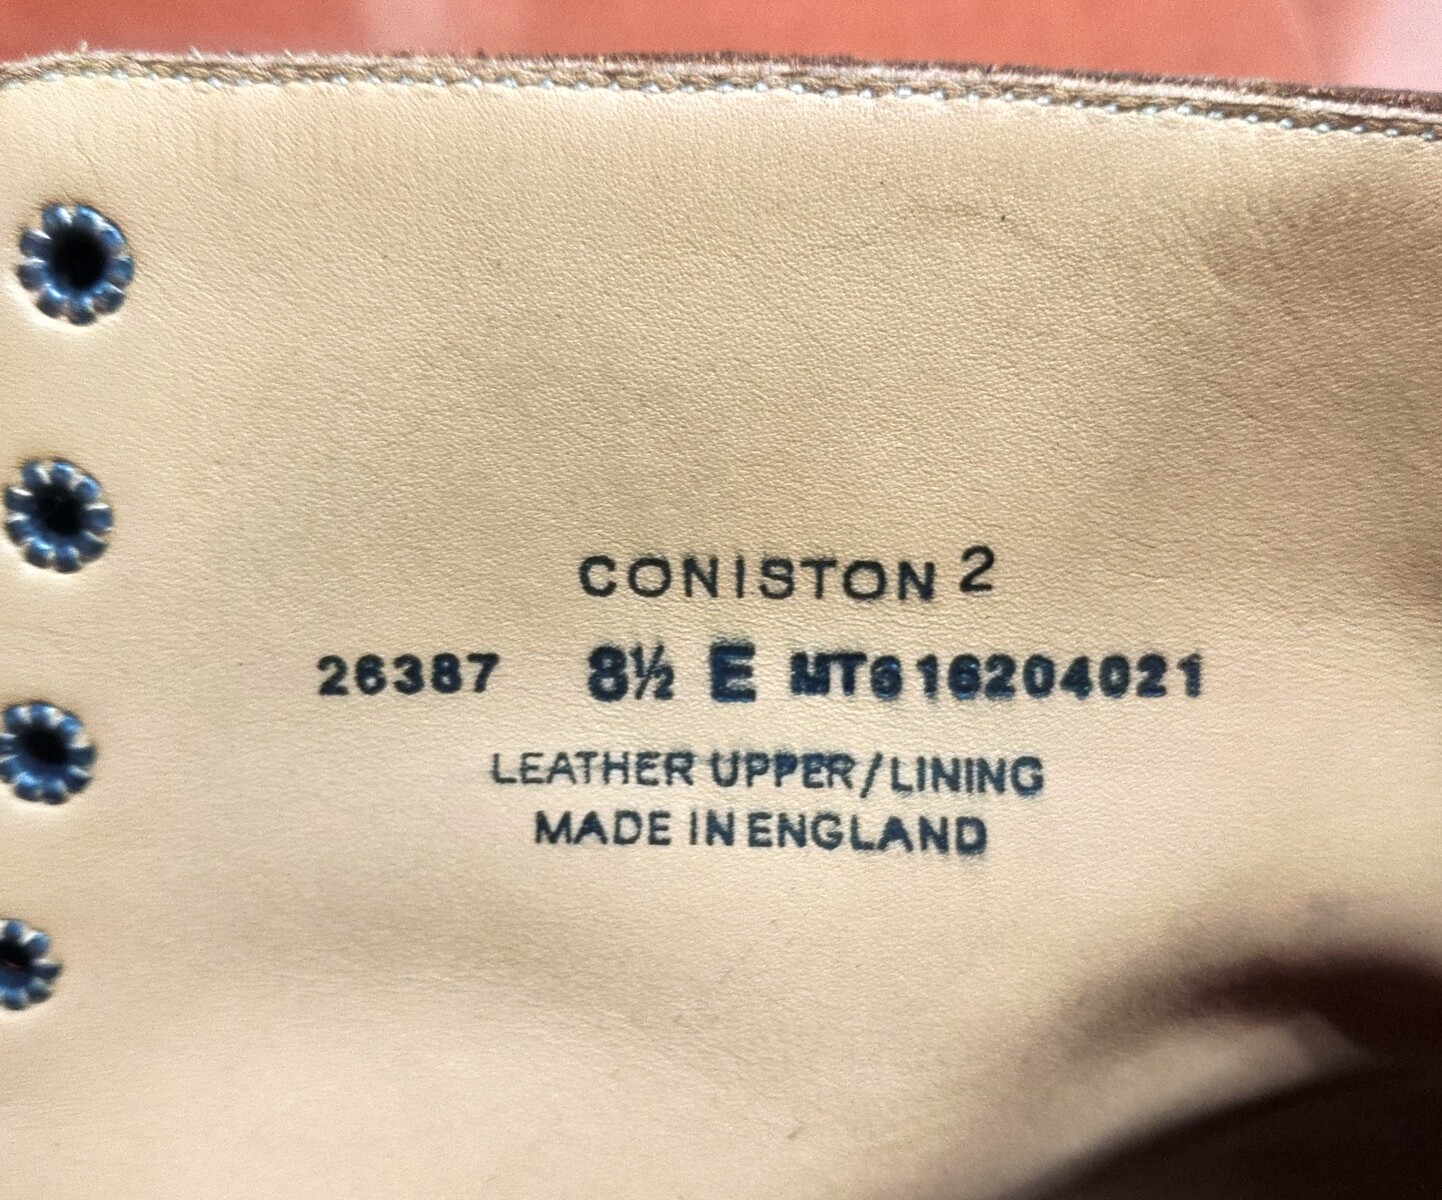 CONISTON 2
26387 8½ E MT616204021
LEATHER UPPER/LINING
MADE IN ENGLAND